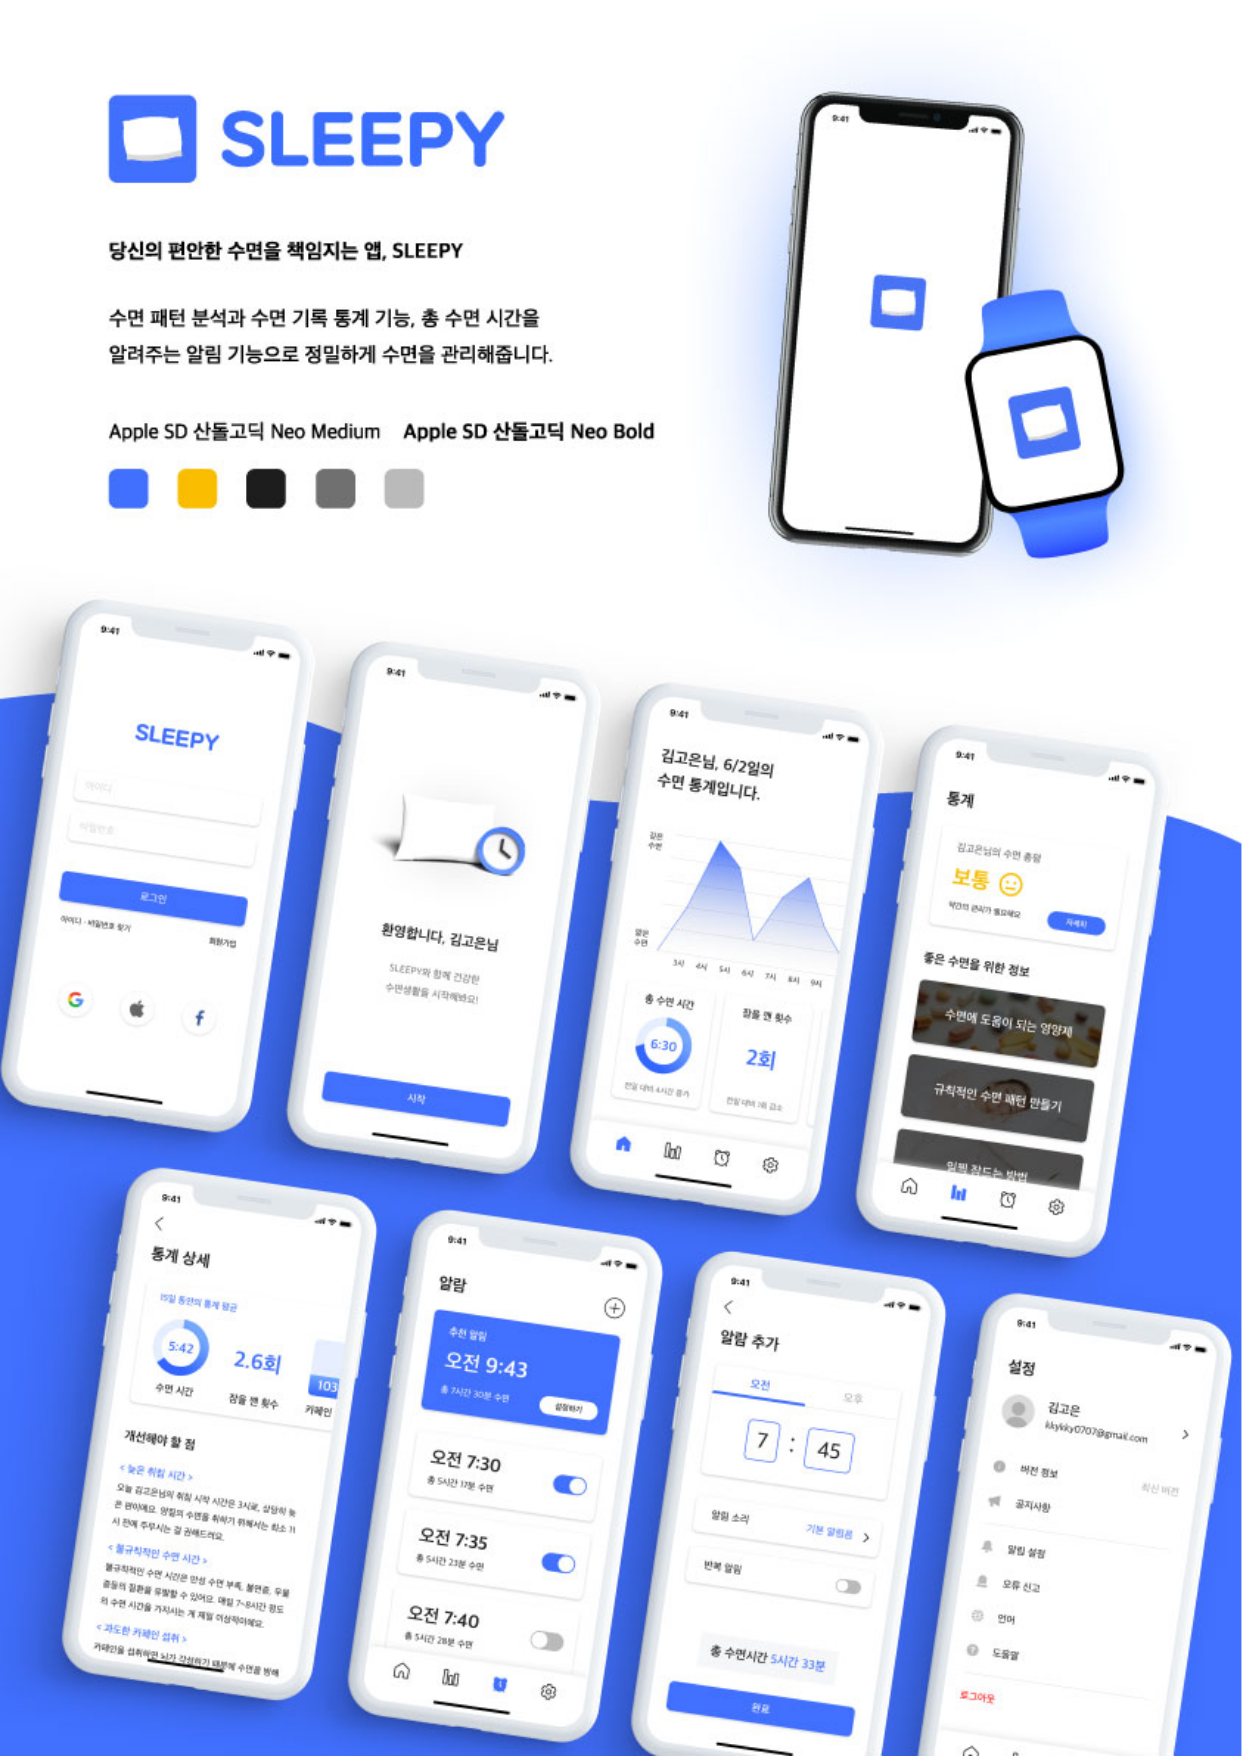 SLEEPY
당신의 편안한 수면을 책임지는 앱, SLEEPY
수면 패턴 분석과 수면 기록 통계 기능, 총 수면 시간을
알려주는 알림 기능으로 정밀하게 수면을 관리해줍니다.
Apple SD 산돌고딕 Neo Medium
Apple SD 산돌고딕 Neo Bold
9:41
9:41
SLEEPY
아이디
비밀번호
로그인
아이디 · 비밀번호 찾기
회원가입
9:41
환영합니다, 김고은님
SLEEPY와 함께 건강한
수면생활을 시작해봐요!
시작
9:41
김고은님, 6/2일의
수면 통계입니다.
깊은
수면
얕은
수면
3시 4시 5시 6시 7시 8시 9시
총 수면 시간
6:30
전일 대비 4시간 증가
잠을 깬 횟수
2회
전일 대비 1회 감소
9:41
통계
김고은님의 수면 총평
보통
약간의 관리가 필요해요
자세히
좋은 수면을 위한 정보
수면에 도움이 되는 영양제
규칙적인 수면 패턴 만들기
일찍 잠드는 방법
9:41
통계 상세
15일 동안의 통계 평균
5:42
수면 시간
2.6회
잠을 깬 횟수
103
카페인
개선해야 할 점
< 늦은 취침 시간 >
오늘 김고은님의 취침 시작 시간은 3시로, 상당히 늦
은 편이예요. 양질의 수면을 취하기 위해서는 최소 11
시 전에 주무시는 걸 권해드려요.
< 불규칙적인 수면 시간 >
불규칙적인 수면 시간은 만성 수면 부족, 불면증, 우울
증등의 질환을 유발할 수 있어요. 매일 7~8시간 정도
의 수면 시간을 가지시는 게 제일 이상적이에요.
< 과도한 카페인 섭취 >
카페인을 섭취하면 뇌가 각성하기 때문에 수면을 방해
9:41
알람
추천 알림
오전 9:43
총 7시간 30분 수면
설정하기
오전 7:30
총 5시간 17분 수면
오전 7:35
총 5시간 23분 수면
오전 7:40
총 5시간 28분 수면
9:41
알람 추가
오전
오후
7 : 45
알림 소리
기본 알림음
반복 알림
총 수면시간 5시간 33분
완료
9:41
설정
김고은
kkykky0707@gmail.com
버전 정보
최신 버전
공지사항
알림 설정
오류 신고
언어
도움말
로그아웃